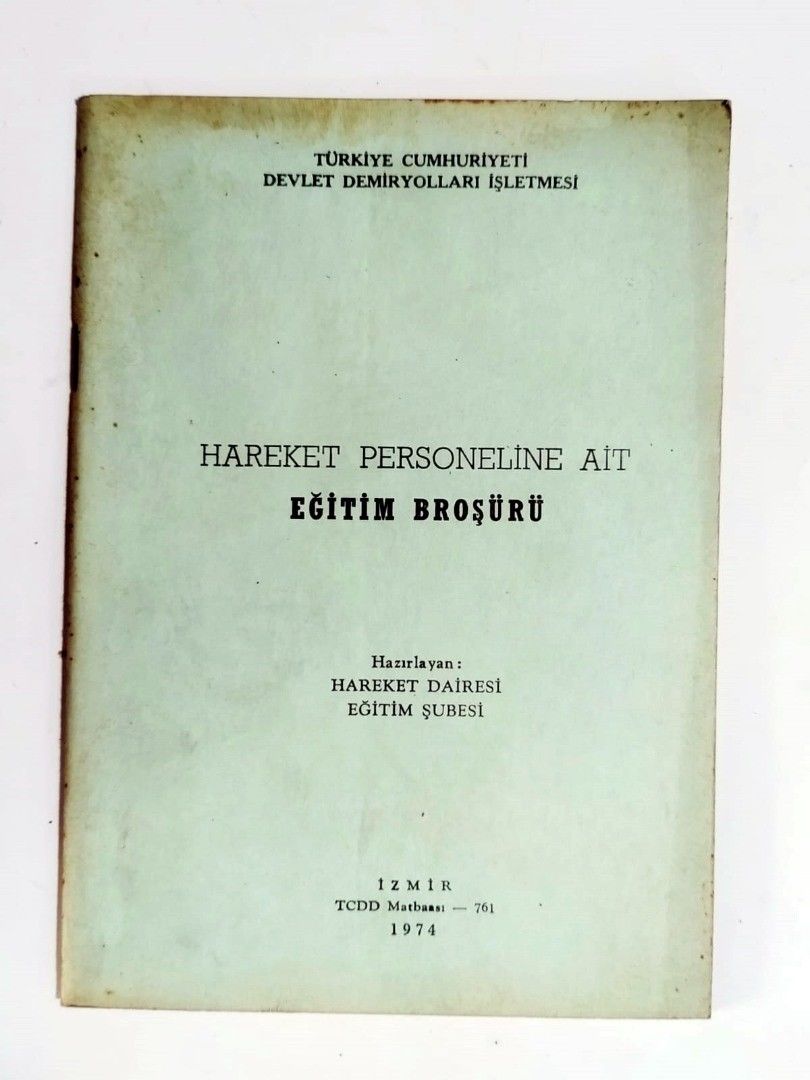 TÜRKİYE CUMHURİYETİ
DEVLET DEMİRYOLLARI İŞLETMESİ
HAREKET PERSONELİNE AİT
EĞİTİM BROŞÜRÜ
Hazırlayan :
HAREKET DAİRESİ
EĞİTİM ŞUBESİ
İZMİR
TCDD Matbaası — 761
1974